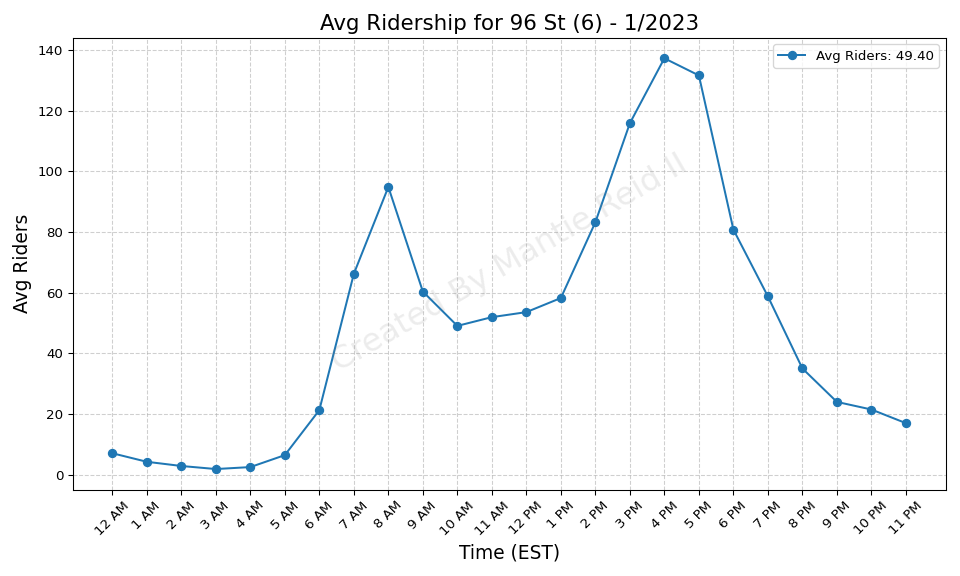 Avg Ridership for 96 St (6) - 1/2023
Avg Riders: 49.40
140
120
100
80
60
40
20
0
Avg Riders
Created By Mantle Reid II
12 AM
1 AM
2 AM
3 AM
4 AM
5 AM
6 AM
7 AM
8 AM
9 AM
10 AM
11 AM
12 PM
1 PM
2 PM
3 PM
4 PM
5 PM
6 PM
7 PM
8 PM
9 PM
10 PM
11 PM
Time (EST)